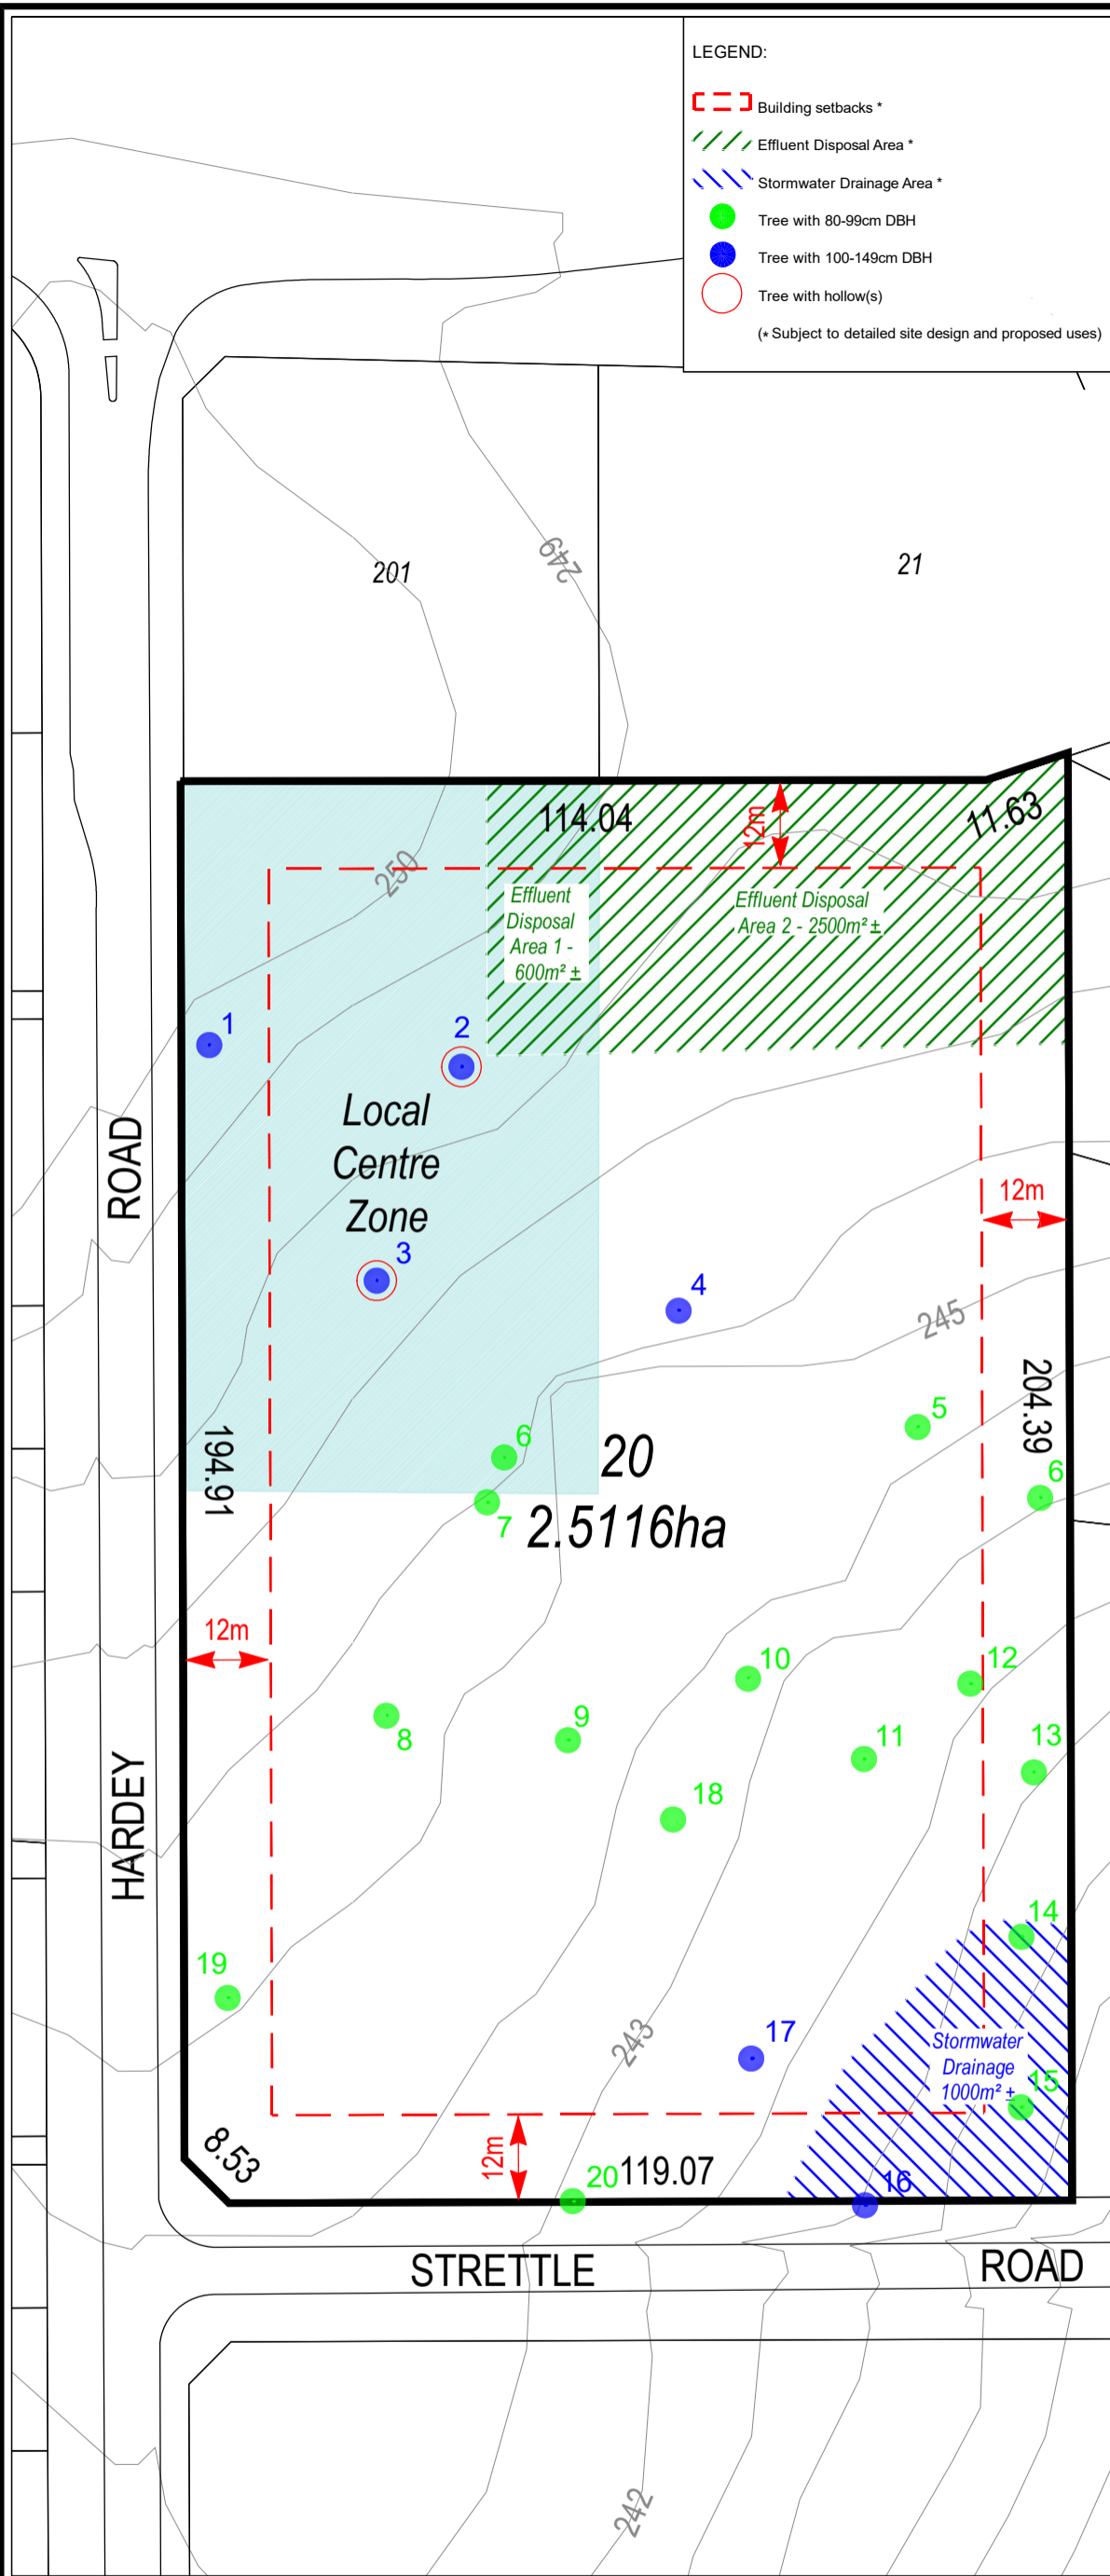 LEGEND:
Building setbacks *
Effluent Disposal Area *
Stormwater Drainage Area *
Tree with 80-99cm DBH
Tree with 100-149cm DBH
Tree with hollow(s)
(* Subject to detailed site design and proposed uses)
201
249
21
114.04
12m
11.63
250
Effluent
Disposal
Area 1 -
600m² ±
Effluent Disposal
Area 2 - 2500m² ±
1
2
Local
Centre
Zone
ROAD
12m
3
4
245
204.39
5
6
20
6
194.91
7
2.5116ha
12m
10
12
8
9
11
13
HARDEY
18
14
19
243
17
Stormwater
Drainage
1000m² ±
15
8.53
12m
20
119.07
16
STRETTLE
ROAD
242